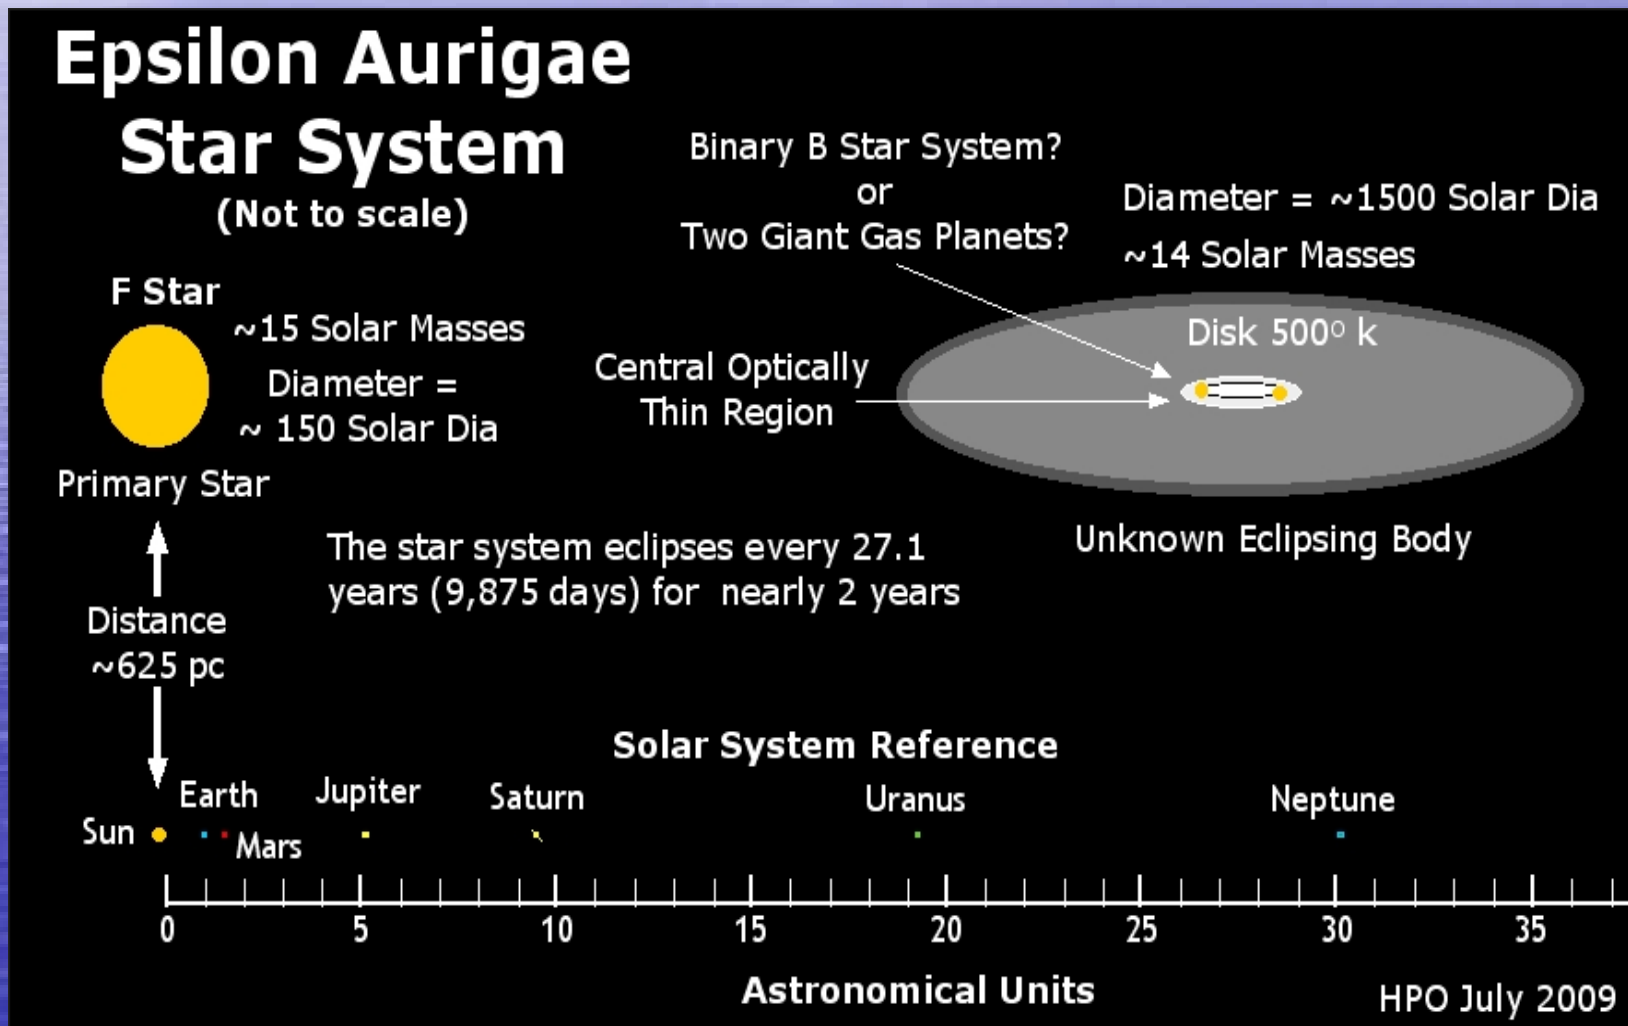 Epsilon Aurigae
Star System
(Not to scale)
Binary B Star System?
or
Two Giant Gas Planets?
Diameter = ~1500 Solar Dia
~14 Solar Masses
F Star
~15 Solar Masses
Diameter =
~ 150 Solar Dia
Primary Star
Central Optically
Thin Region
Disk 500º k
Unknown Eclipsing Body
The star system eclipses every 27.1
years (9,875 days) for nearly 2 years
Distance
~625 pc
Solar System Reference
Sun
Earth
Mars
Jupiter
Saturn
Uranus
Neptune
0 5 10 15 20 25 30 35
Astronomical Units
HPO July 2009